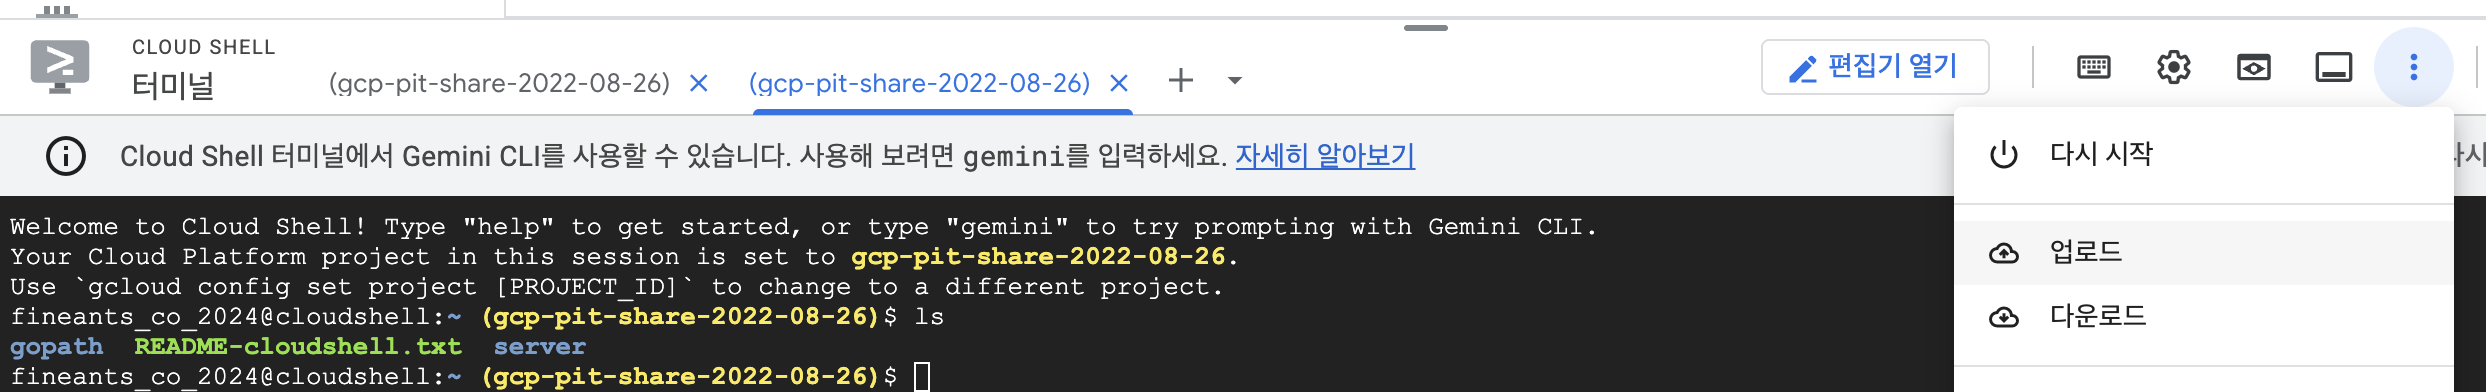 CLOUD SHELL
터미널
(gcp-pit-share-2022-08-26)
(gcp-pit-share-2022-08-26)
편집기 열기
Cloud Shell 터미널에서 Gemini CLI를 사용할 수 있습니다. 사용해 보려면 gemini를 입력하세요. 자세히 알아보기
다시 시작
업로드
다운로드
Welcome to Cloud Shell! Type "help" to get started, or type "gemini" to try prompting with Gemini CLI.
Your Cloud Platform project in this session is set to gcp-pit-share-2022-08-26.
Use `gcloud config set project [PROJECT_ID]` to change to a different project.
fineants_co_2024@cloudshell:~ (gcp-pit-share-2022-08-26)$ ls
gopath  README-cloudshell.txt  server
fineants_co_2024@cloudshell:~ (gcp-pit-share-2022-08-26)$